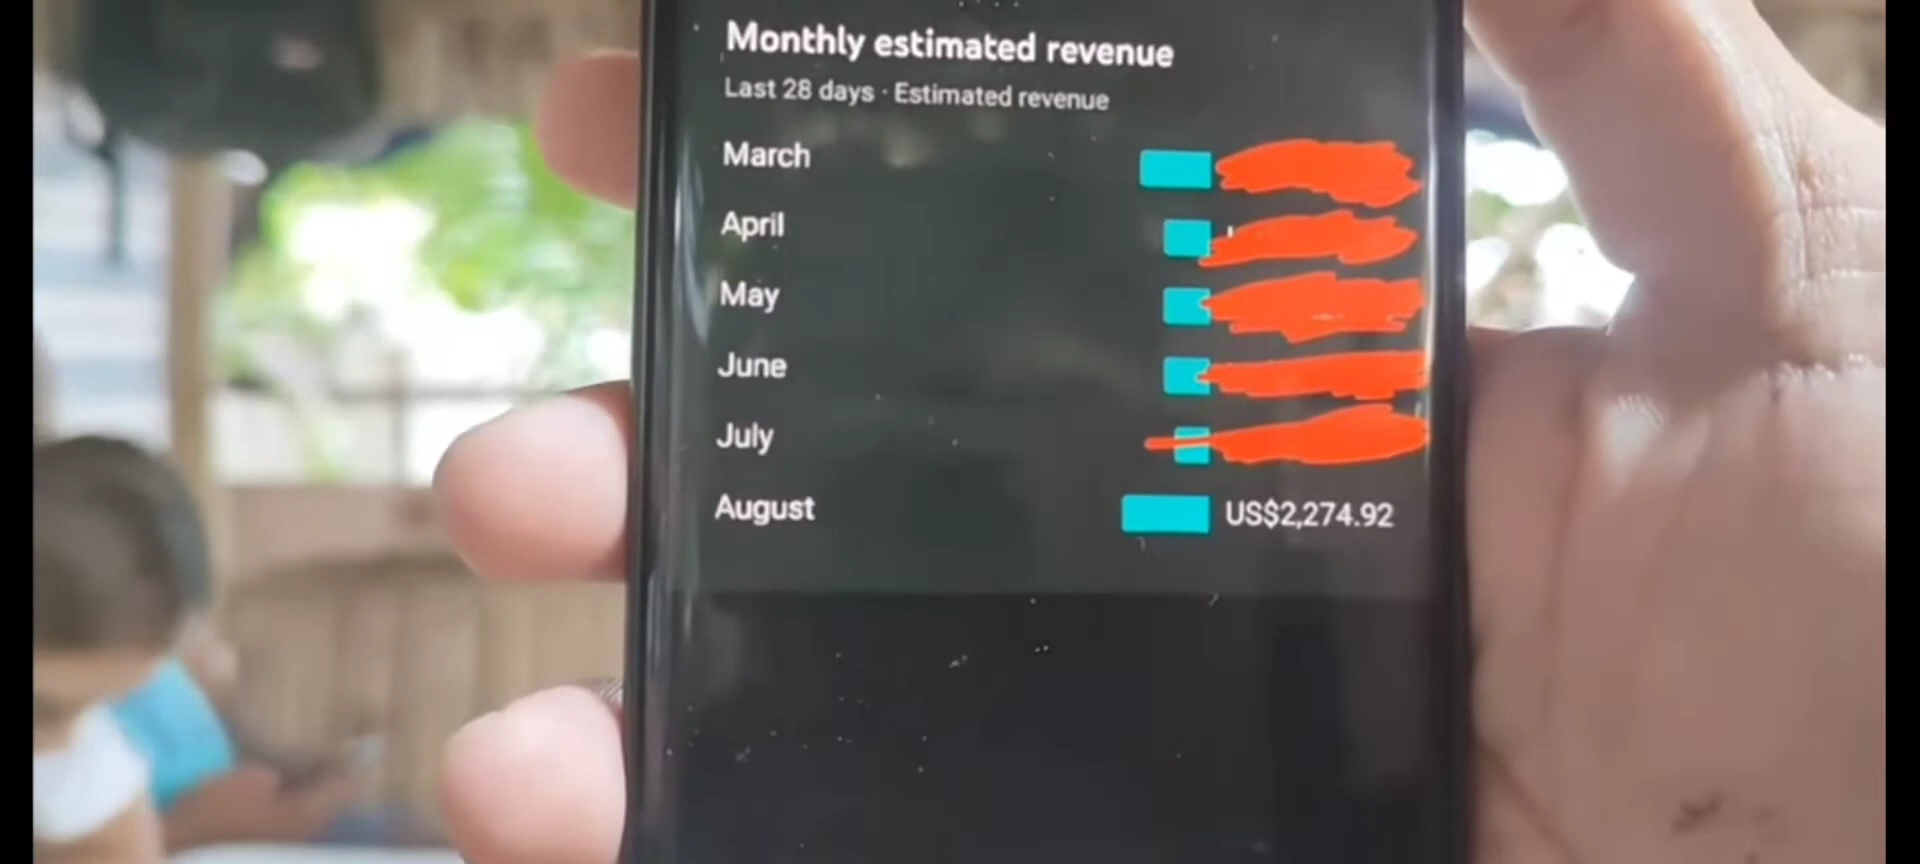 Monthly estimated revenue
Last 28 days · Estimated revenue
March
April
May
June
July
August US$2,274.92